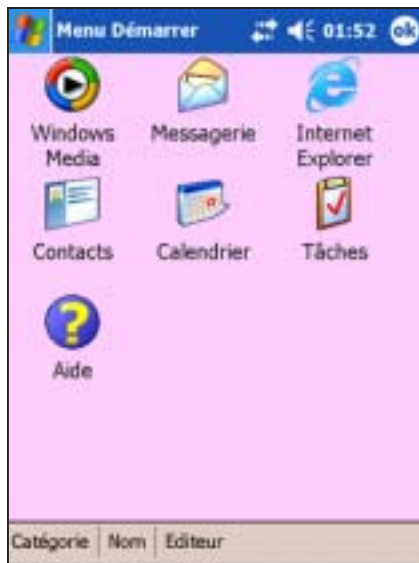 Menu Démarrer 01:52 ok
Windows Media
Messagerie
Internet Explorer
Contacts
Calendrier
Tâches
Aide
Catégorie Nom Editeur